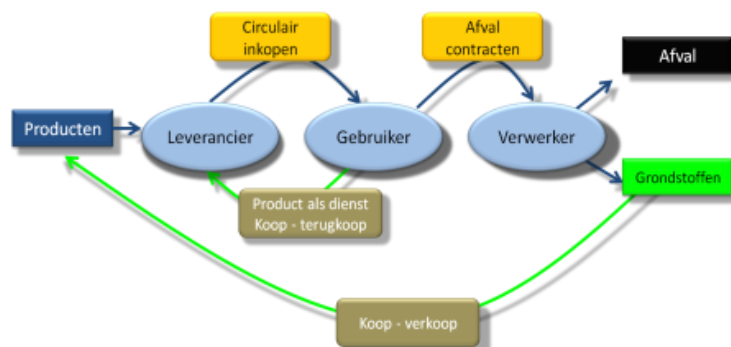 Circulair
inkopen
Afval
contracten
Afval
Producten
Leverancier
Gebruiker
Verwerker
Grondstoffen
Product als dienst
Koop - terugkoop
Koop - verkoop